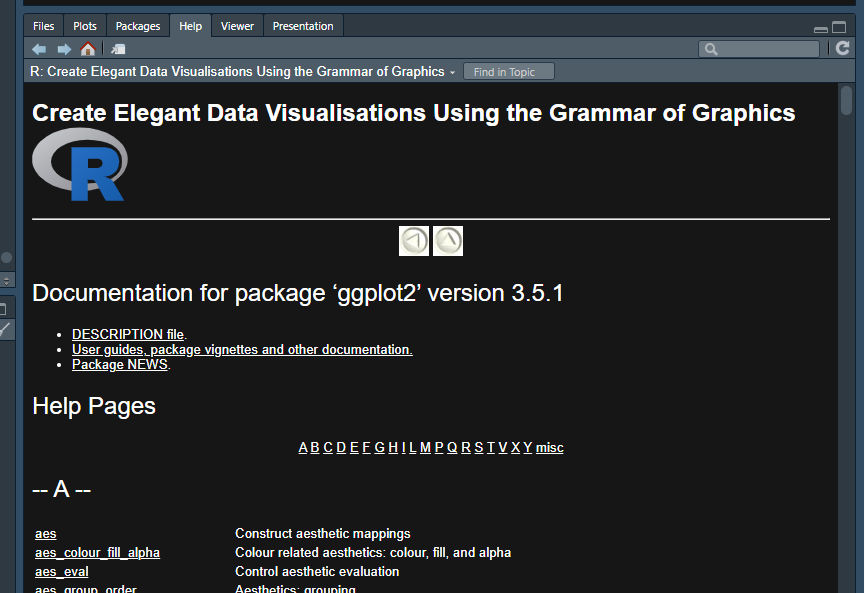 Files Plots Packages Help Viewer Presentation
R: Create Elegant Data Visualisations Using the Grammar of Graphics Find in Topic
Create Elegant Data Visualisations Using the Grammar of Graphics
R
Documentation for package ‘ggplot2’ version 3.5.1
DESCRIPTION file.
User guides, package vignettes and other documentation.
Package NEWS.
Help Pages
A B C D E F G H I L M P Q R S T V X Y misc
-- A --
aes Construct aesthetic mappings
aes_colour_fill_alpha Colour related aesthetics: colour, fill, and alpha
aes_eval Control aesthetic evaluation
aes_group_order Aesthetics: grouping